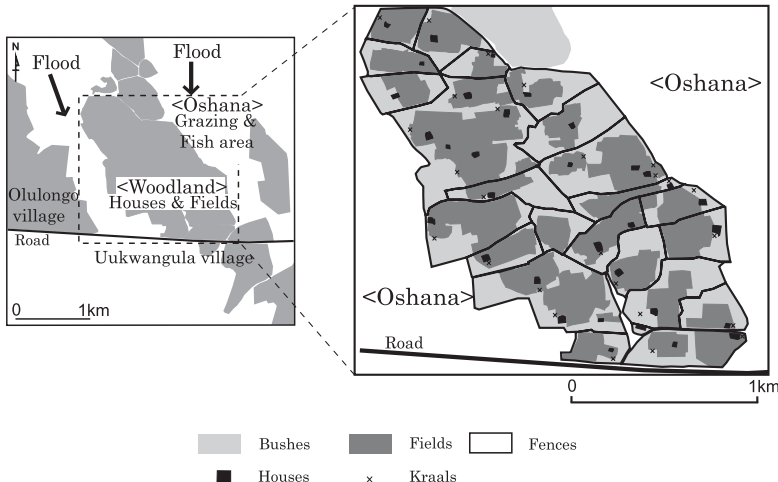 N
Flood
Flood
<Oshana>
Grazing &
Fish area
<Woodland>
Houses & Fields
Olulongo
village
Road
Uukwangula village
0 1km
<Oshana>
<Oshana>
Road
0 1km
Bushes Fields Fences
Houses Kraals